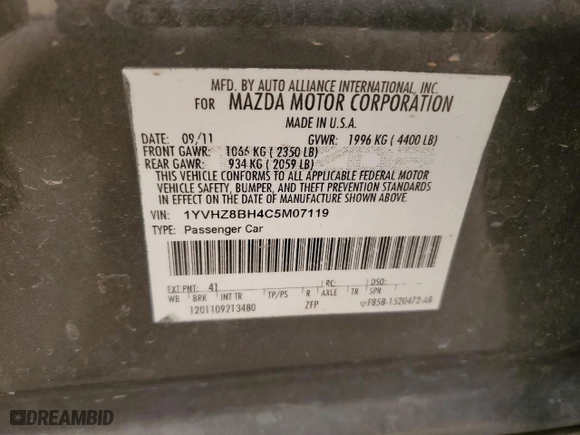 MFD. BY AUTO ALLIANCE INTERNATIONAL, INC.
FOR MAZDA MOTOR CORPORATION
MADE IN U.S.A.
DATE: 09/11 GVWR: 1996 KG ( 4400 LB)
FRONT GAWR: 1066 KG ( 2350 LB)
REAR GAWR: 934 KG ( 2059 LB)
THIS VEHICLE CONFORMS TO ALL APPLICABLE FEDERAL MOTOR
VEHICLE SAFETY, BUMPER, AND THEFT PREVENTION STANDARDS
IN EFFECT ON THE DATE OF MANUFACTURE SHOWN ABOVE.
VIN: 1YVHZ8BH4C5M07119
TYPE: Passenger Car
EXT PNT: 41 RC: DSO:
WB BRK INT TR TP/PS R AXLE TR SPR
1201109213480 ZFP F85B-1520472-AB
DREAMBID